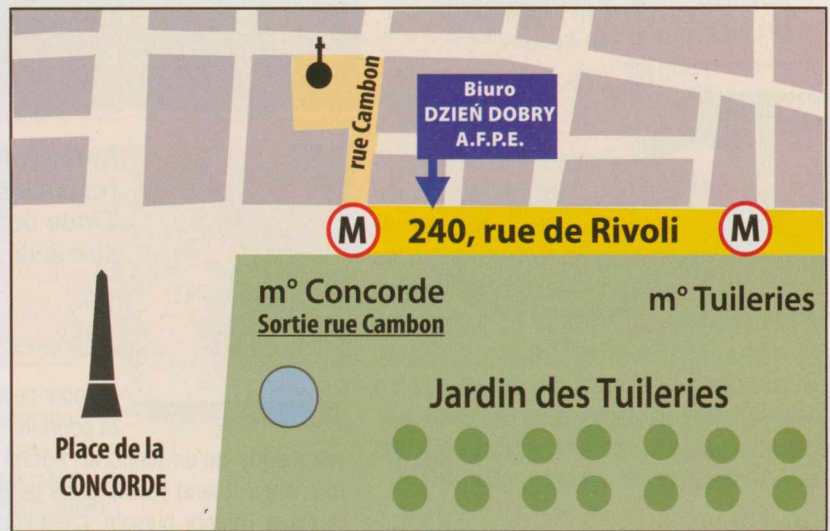 rue Cambon
Biuro
DZIEŃ DOBRY
A.F.P.E.
M
240, rue de Rivoli
M
m° Concorde
Sortie rue Cambon
m° Tuileries
Jardin des Tuileries
Place de la
CONCORDE